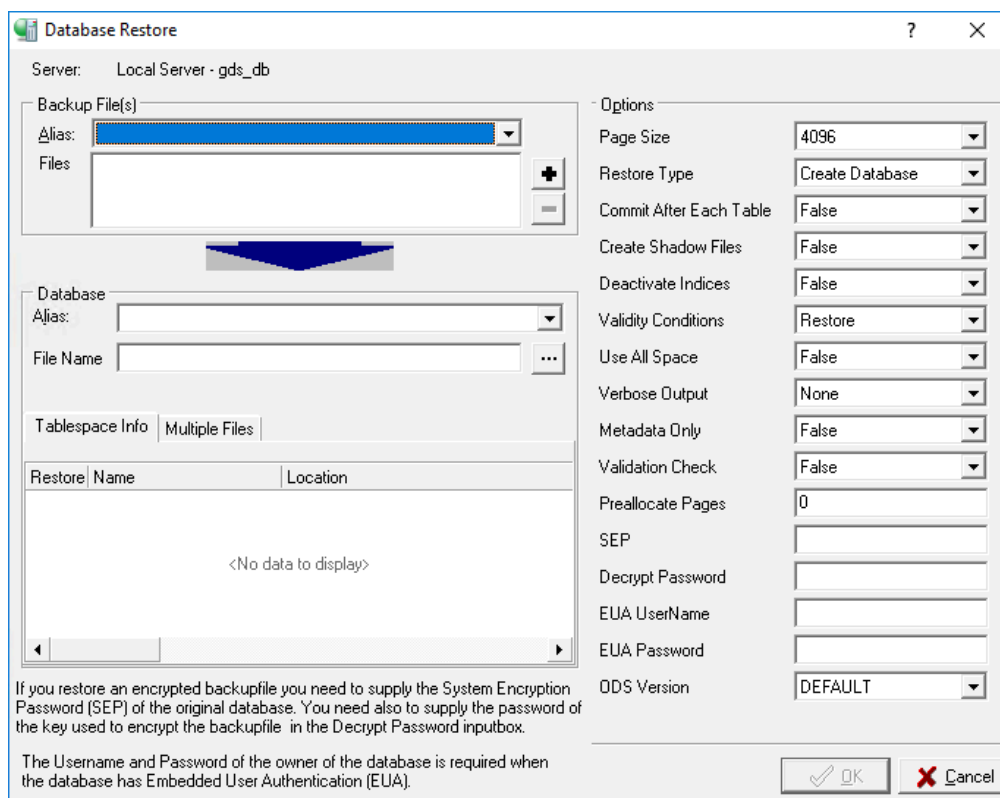 Database Restore
?
Server: Local Server - gds_db
Backup File(s)
Alias:
Files
Database
Alias:
File Name
...
Tablespace Info Multiple Files
Restore Name Location
<No data to display>
If you restore an encrypted backupfile you need to supply the System Encryption
Password (SEP) of the original database. You need also to supply the password of
the key used to encrypt the backupfile in the Decrypt Password inputbox.
The Username and Password of the owner of the database is required when
the database has Embedded User Authentication (EUA).
Options
Page Size 4096
Restore Type Create Database
Commit After Each Table False
Create Shadow Files False
Deactivate Indices False
Validity Conditions Restore
Use All Space False
Verbose Output None
Metadata Only False
Validation Check False
Preallocate Pages 0
SEP
Decrypt Password
EUA UserName
EUA Password
ODS Version DEFAULT
OK Cancel